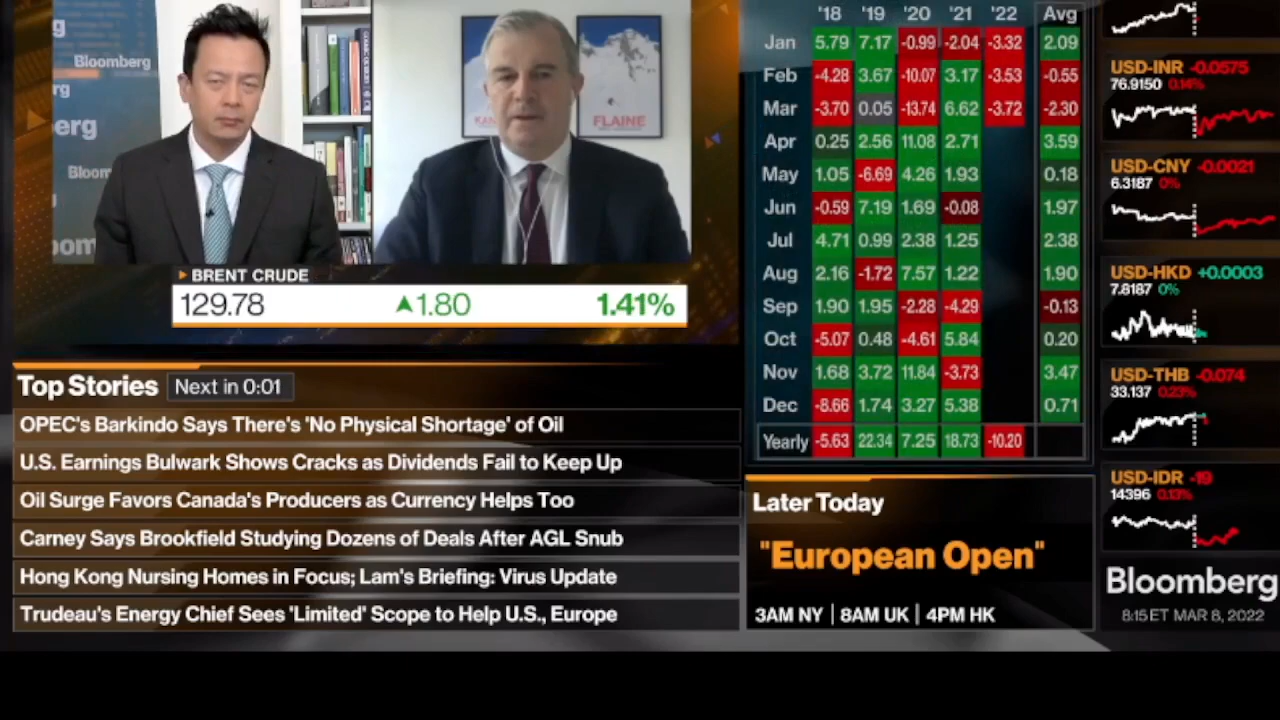 Bloomberg
rg
erg
Bloom
om
KAN
FLAINE
BRENT CRUDE
129.78 ▲1.80 1.41%
Top Stories Next in 0:01
OPEC's Barkindo Says There's 'No Physical Shortage' of Oil
U.S. Earnings Bulwark Shows Cracks as Dividends Fail to Keep Up
Oil Surge Favors Canada's Producers as Currency Helps Too
Carney Says Brookfield Studying Dozens of Deals After AGL Snub
Hong Kong Nursing Homes in Focus; Lam's Briefing: Virus Update
Trudeau's Energy Chief Sees 'Limited' Scope to Help U.S., Europe
'18 '19 '20 '21 '22 Avg
Jan 5.79 7.17 -0.99 -2.04 -3.32 2.09
Feb -4.28 3.67 -10.07 3.17 -3.53 -0.55
Mar -3.70 0.05 -13.74 6.62 -3.72 -2.30
Apr 0.25 2.56 11.08 2.71 3.59
May 1.05 -6.69 4.26 1.93 0.18
Jun -0.59 7.19 1.69 -0.08 1.97
Jul 4.71 0.99 2.38 1.25 2.38
Aug 2.16 -1.72 7.57 1.22 1.90
Sep 1.90 1.95 -2.28 -4.29 -0.13
Oct -5.07 0.48 -4.61 5.84 0.20
Nov 1.68 3.72 11.84 -3.73 3.47
Dec -8.66 1.74 3.27 5.38 0.71
Yearly -5.63 22.34 7.25 18.73 -10.20
Later Today
"European Open"
3AM NY | 8AM UK | 4PM HK
USD-INR -0.0575
76.9150 0.14%
USD-CNY -0.0021
6.3187 0%
USD-HKD +0.0003
7.8187 0%
USD-THB -0.074
33.137 0.23%
USD-IDR -19
14396 0.13%
Bloomberg
8:15 ET MAR 8, 2022